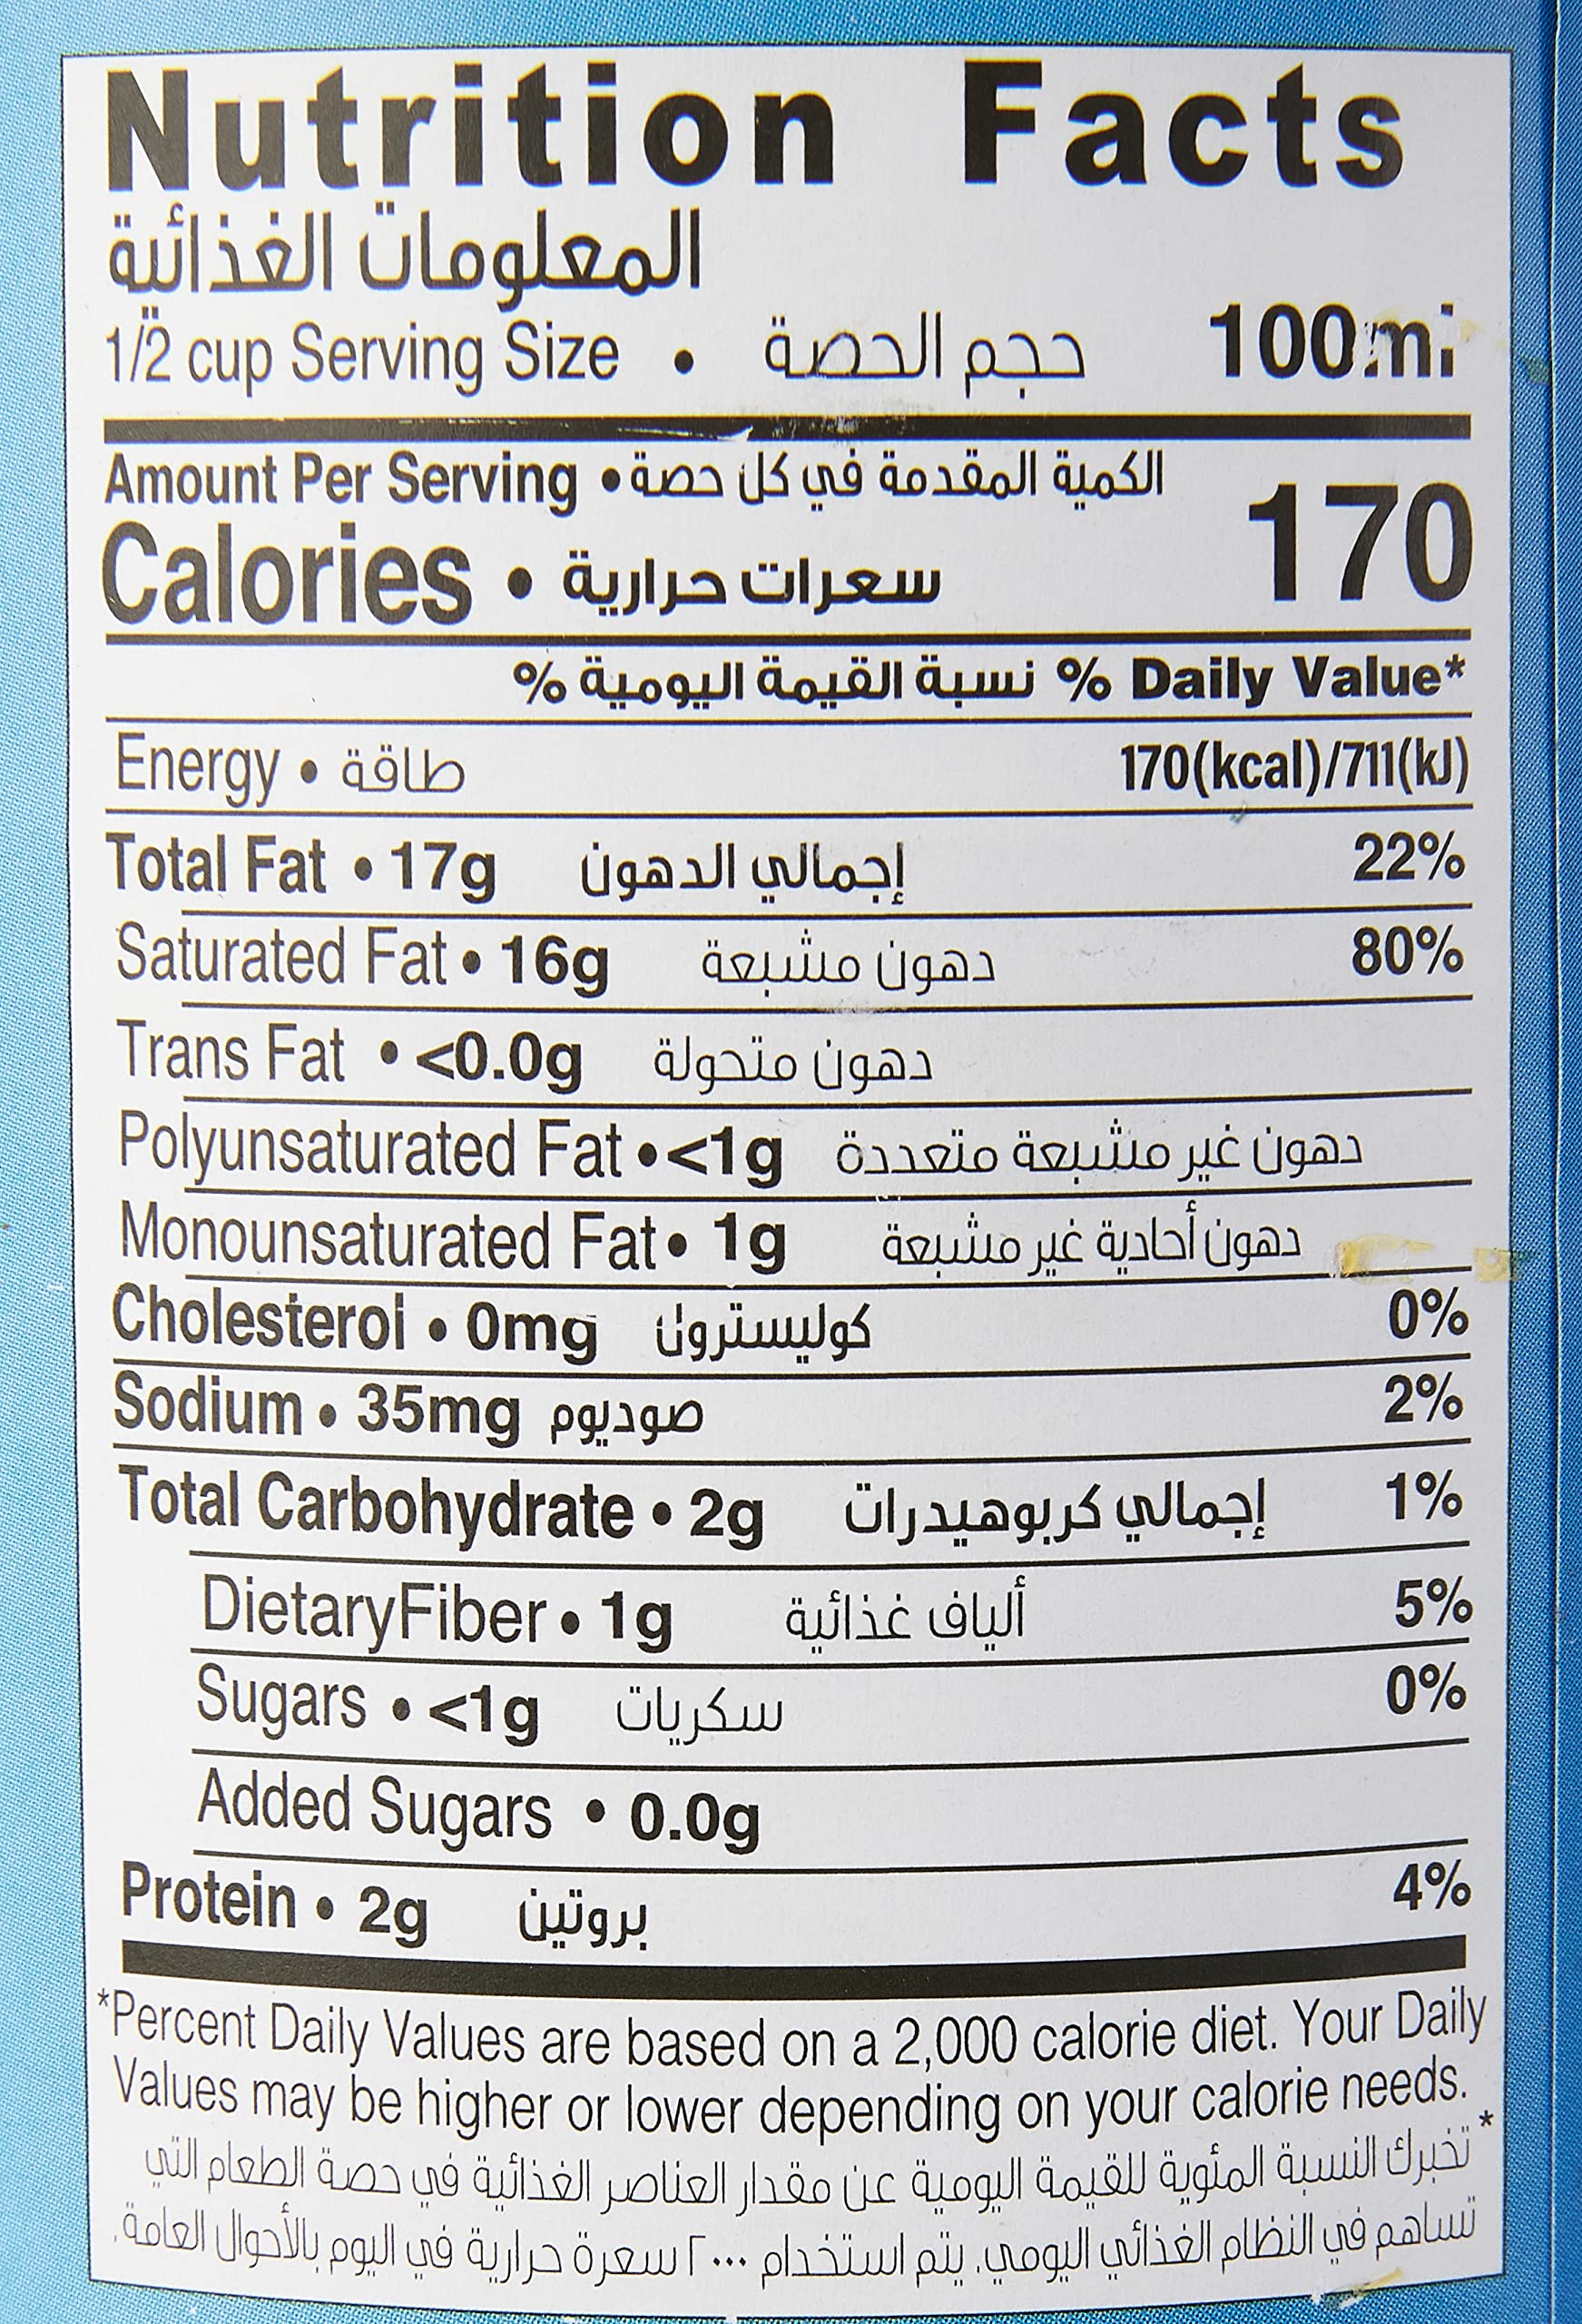 Nutrition Facts
المعلومات الغذائية
1/2 cup Serving Size • حجم الحصة 100ml
Amount Per Serving • الكمية المقدمة في كل حصة
Calories • سعرات حرارية 170
% نسبة القيمة اليومية % Daily Value*
Energy • طاقة 170(kcal)/711(kJ)
Total Fat • 17g إجمالي الدهون 22%
Saturated Fat • 16g دهون مشبعة 80%
Trans Fat • <0.0g دهون متحولة
Polyunsaturated Fat • <1g دهون غير مشبعة متعددة
Monounsaturated Fat • 1g دهون أحادية غير مشبعة
Cholesterol • 0mg كوليسترول 0%
Sodium • 35mg صوديوم 2%
Total Carbohydrate • 2g إجمالي كربوهيدرات 1%
DietaryFiber • 1g ألياف غذائية 5%
Sugars • <1g سكريات 0%
Added Sugars • 0.0g
Protein • 2g بروتين 4%
*Percent Daily Values are based on a 2,000 calorie diet. Your Daily
Values may be higher or lower depending on your calorie needs.
* تخبرك النسبة المئوية للقيمة اليومية عن مقدار العناصر الغذائية في حصة الطعام التي
تساهم في النظام الغذائي اليومي. يتم استخدام ٢٠٠٠ سعرة حرارية في اليوم بالأحوال العامة.